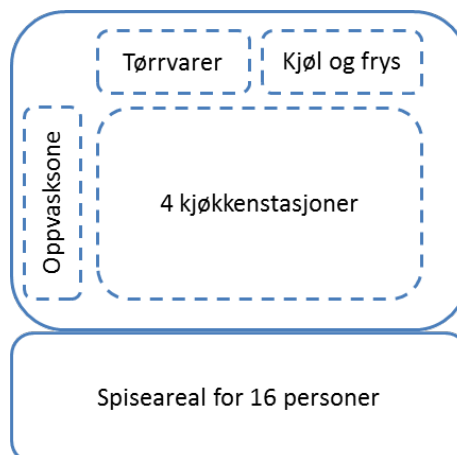 Tørrvarer
Kjøl og frys
Oppvasksone
4 kjøkkenstasjoner
Spiseareal for 16 personer